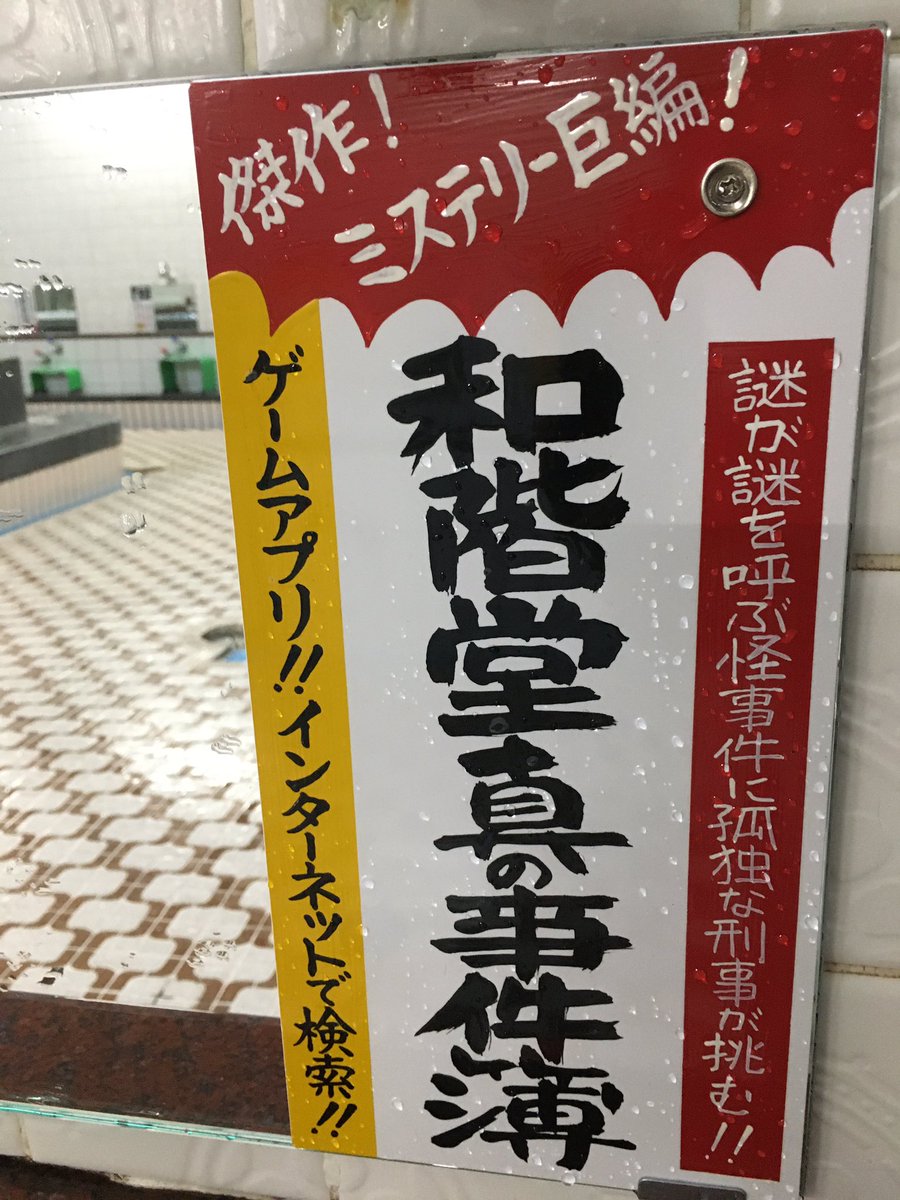 傑作!
ミステリー巨編!
謎が謎を呼ぶ怪事件に孤独な刑事が挑む!!
和階堂真の事件簿
ゲームアプリ!!インターネットで検索!!